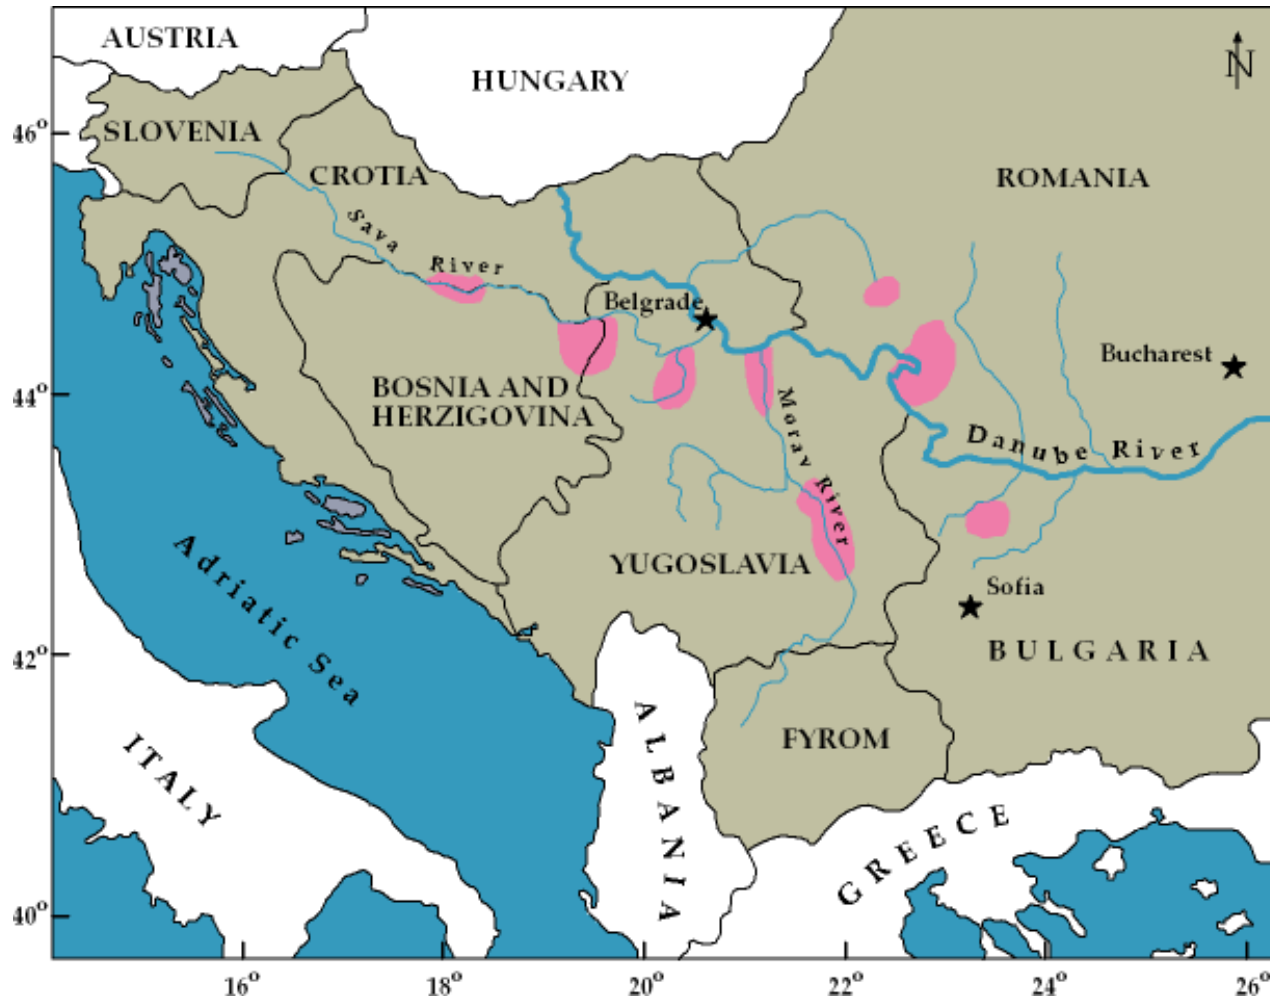 AUSTRIA
HUNGARY
N
46°
SLOVENIA
CROTIA
ROMANIA
Sava River
Belgrade
Bucharest
44°
BOSNIA AND
HERZIGOVINA
Morav River
Danube River
Adriatic Sea
YUGOSLAVIA
Sofia
42°
BULGARIA
ITALY
ALBANIA
FYROM
GREECE
40°
16°
18°
20°
22°
24°
26°